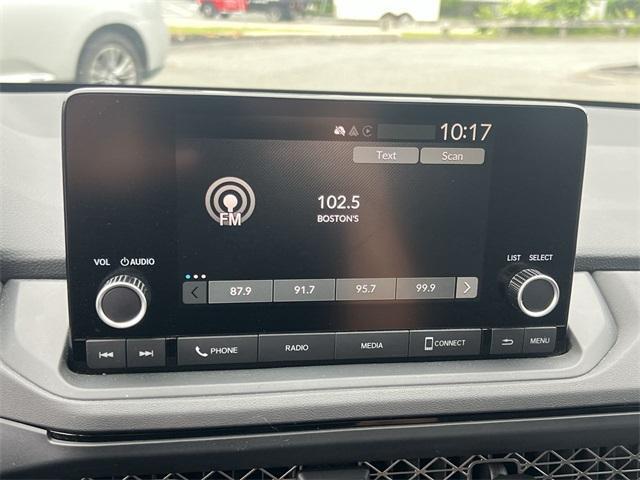 10:17
Text Scan
FM
102.5
BOSTON'S
VOL AUDIO
LIST SELECT
87.9 91.7 95.7 99.9
PHONE RADIO MEDIA CONNECT MENU